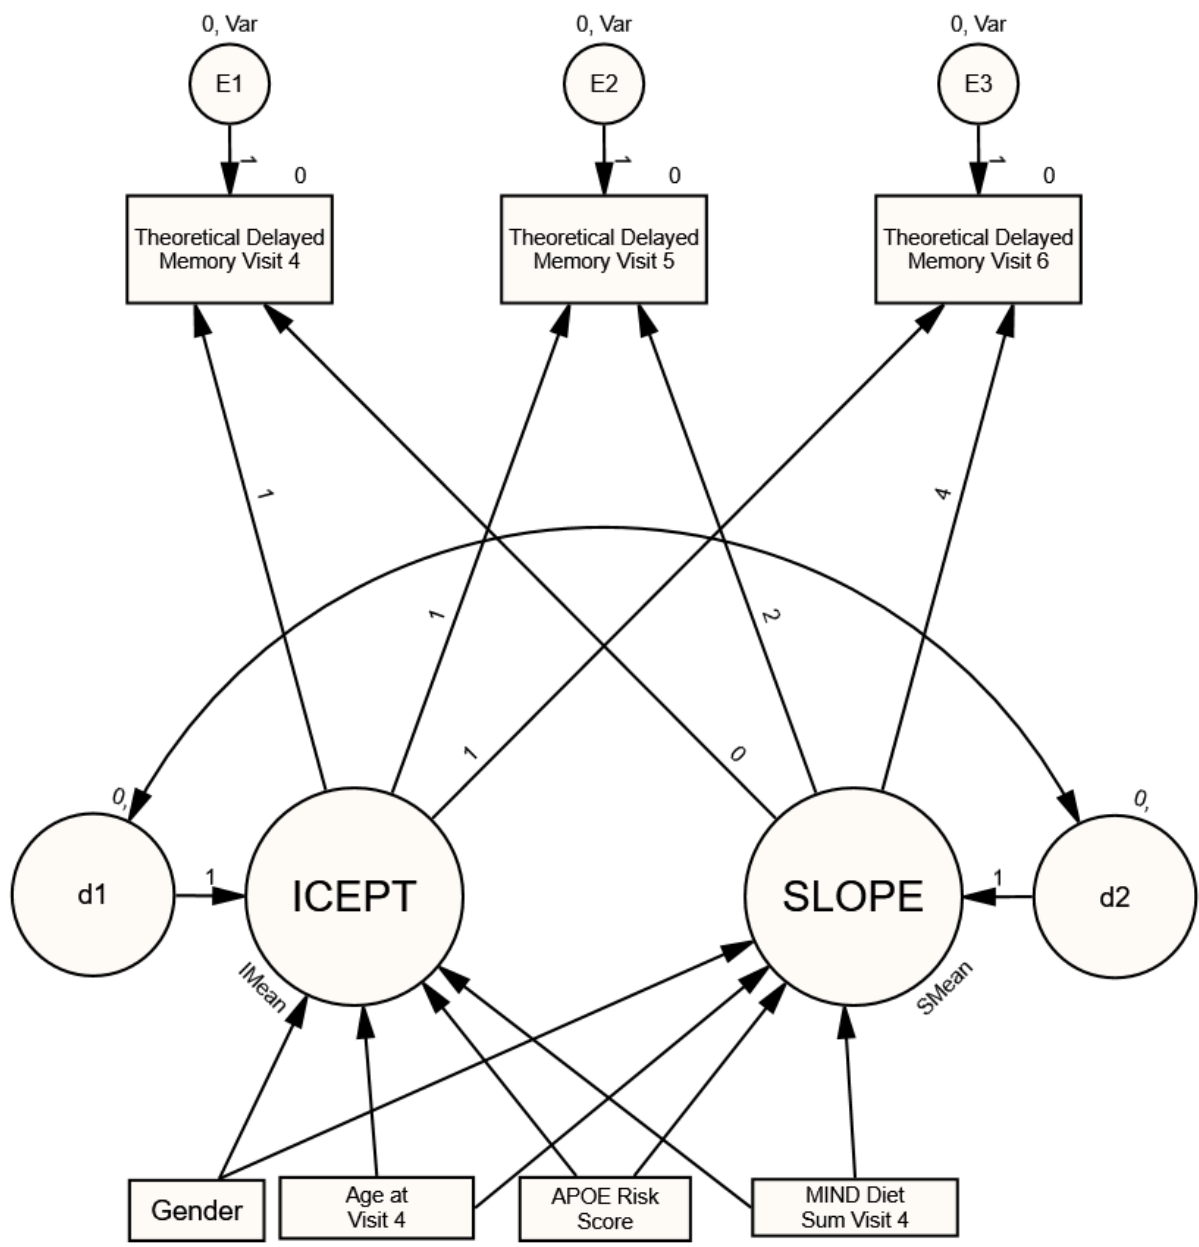 0, Var
0, Var
0, Var
E1
E2
E3
1
1
1
0
0
0
Theoretical Delayed
Memory Visit 4
Theoretical Delayed
Memory Visit 5
Theoretical Delayed
Memory Visit 6
1
4
1
2
1
0
0,
0,
d1
1
ICEPT
SLOPE
1
d2
IMean
SMean
Gender
Age at
Visit 4
APOE Risk
Score
MIND Diet
Sum Visit 4